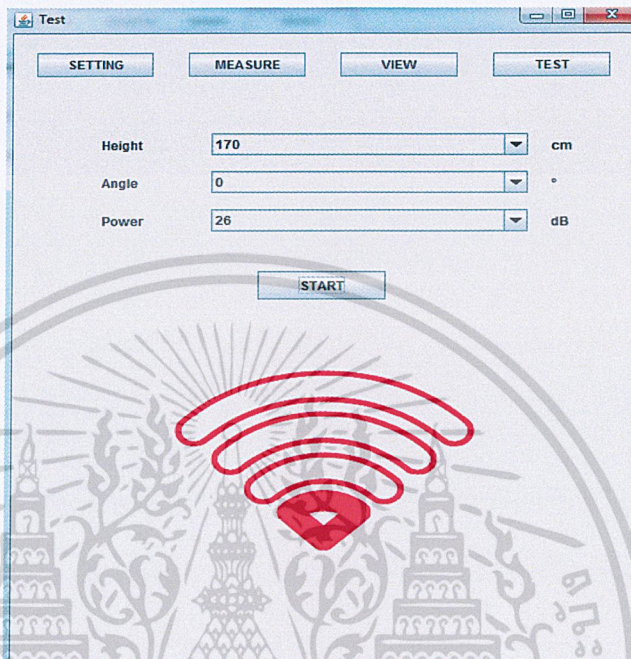 Test
SETTING MEASURE VIEW TEST
Height 170 cm
Angle 0 °
Power 26 dB
START